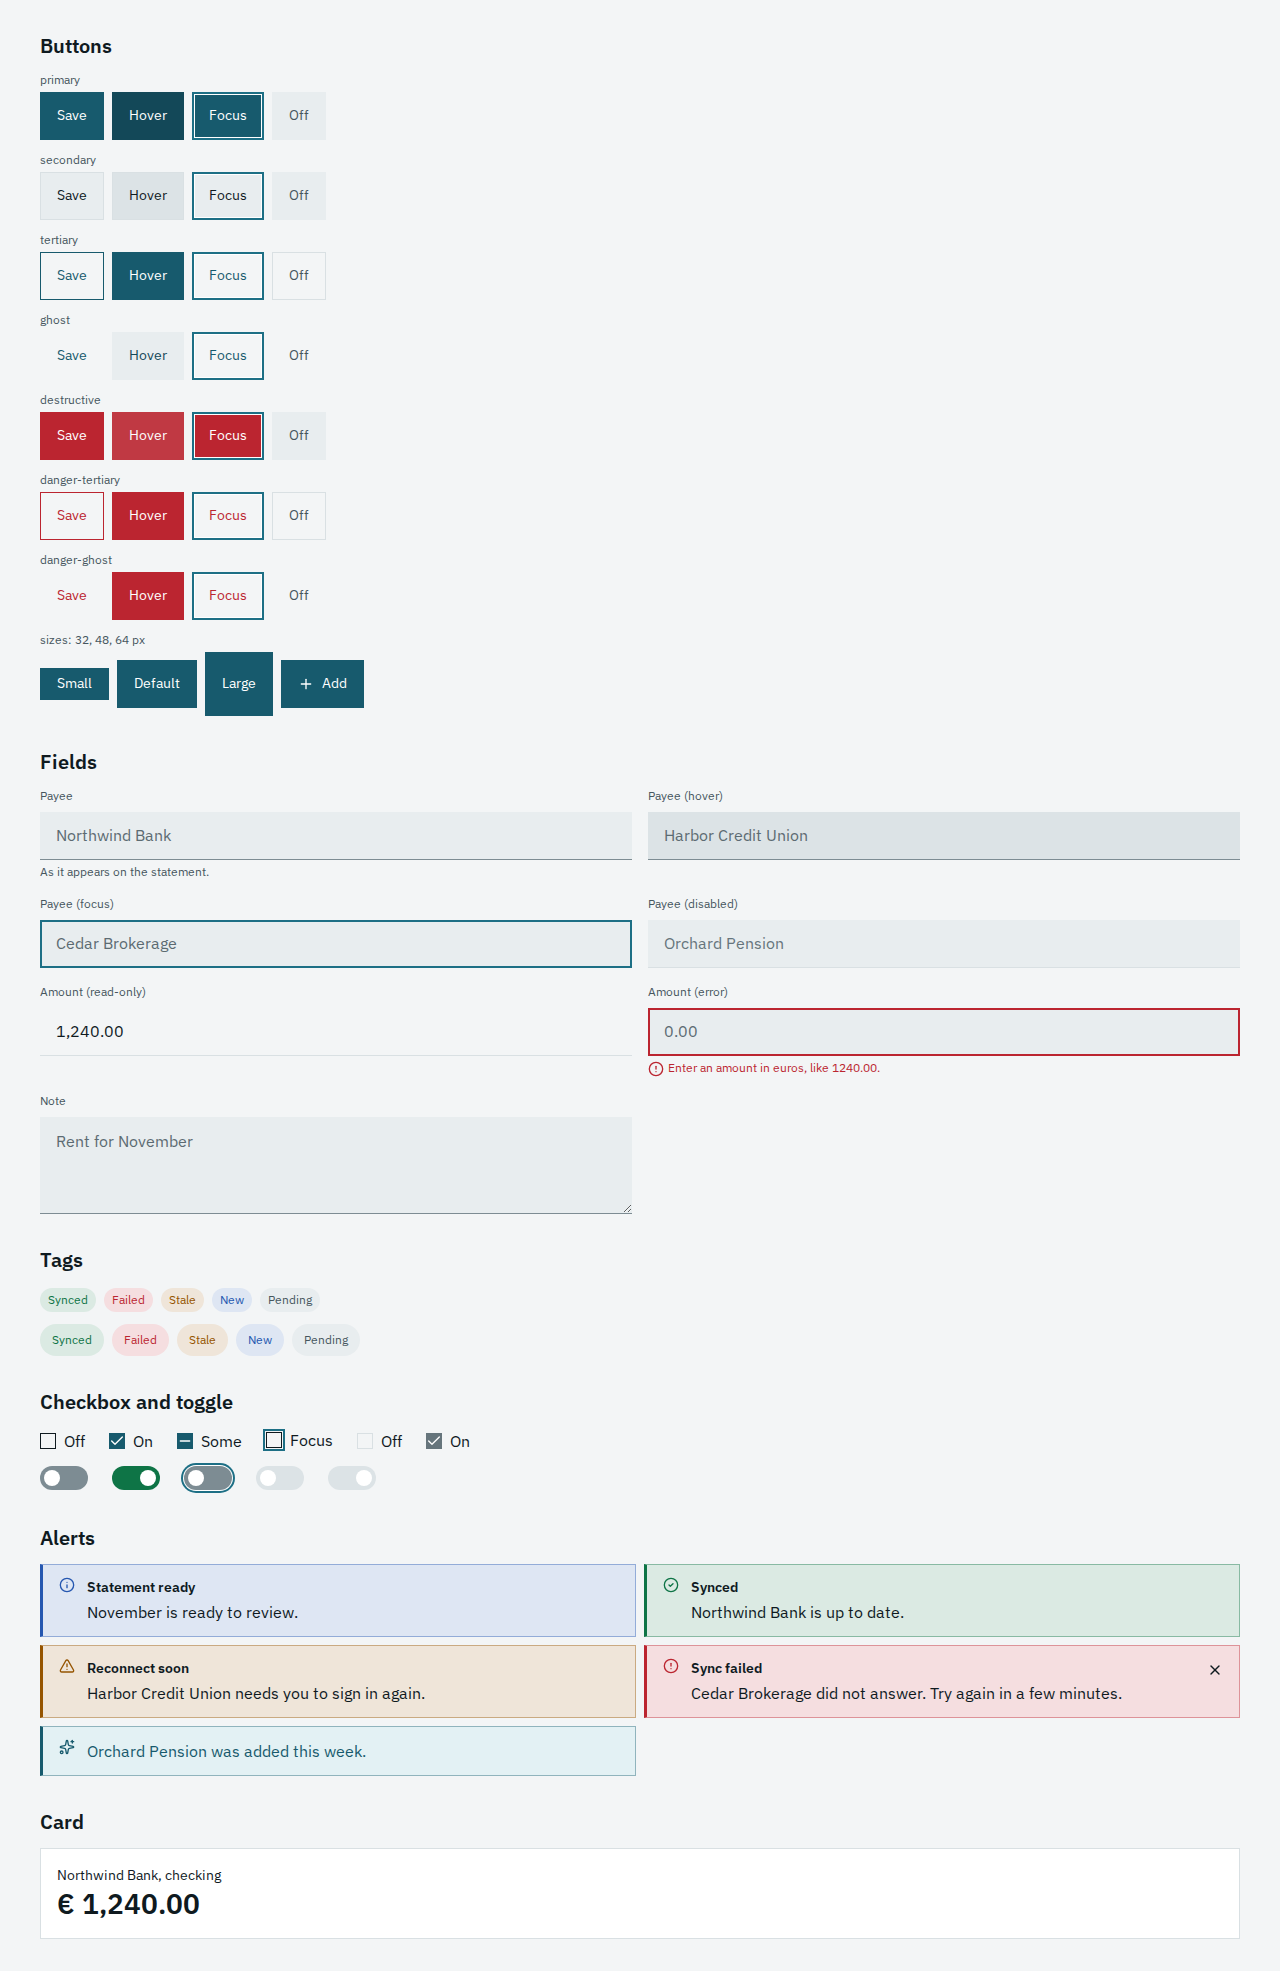 Buttons
primary
Save Hover Focus Off
secondary
Save Hover Focus Off
tertiary
Save Hover Focus Off
ghost
Save Hover Focus Off
destructive
Save Hover Focus Off
danger-tertiary
Save Hover Focus Off
danger-ghost
Save Hover Focus Off
sizes: 32, 48, 64 px
Small Default Large Add
Fields
Payee Payee (hover)
Northwind Bank Harbor Credit Union
As it appears on the statement.
Payee (focus) Payee (disabled)
Cedar Brokerage Orchard Pension
Amount (read-only) Amount (error)
1,240.00 0.00
Enter an amount in euros, like 1240.00.
Note
Rent for November
Tags
Synced Failed Stale New Pending
Synced Failed Stale New Pending
Checkbox and toggle
Off On Some Focus Off On
Alerts
Statement ready
November is ready to review.
Synced
Northwind Bank is up to date.
Reconnect soon
Harbor Credit Union needs you to sign in again.
Sync failed
Cedar Brokerage did not answer. Try again in a few minutes.
Orchard Pension was added this week.
Card
Northwind Bank, checking
€ 1,240.00